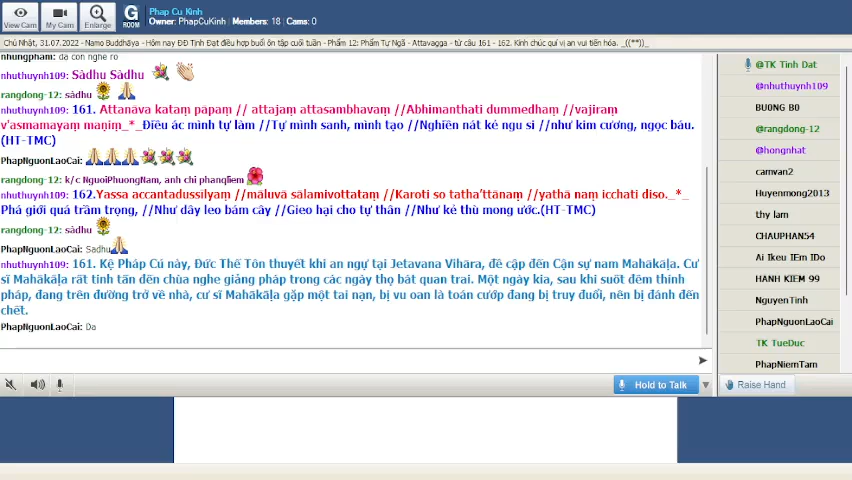 Phap Cu Kinh
Owner: PhapCuKinh | Members: 18 | Cams: 0
View Cam
My Cam
Enlarge
G
ROOM
Chủ Nhật, 31.07.2022 - Namo Buddhāya - Hôm nay ĐĐ Tịnh Đạt điều hợp buổi ôn tập cuối tuần - Phẩm 12: Phẩm Tự Ngã - Attavagga - từ câu 161 - 162. Kính chúc quí vị an vui tiến hóa. _((**))_
nhungpham: dạ con nghe rõ
nhuthuynh109: Sādhu Sādhu
rangdong-12: sādhu
nhuthuynh109: 161. Attanāva kataṃ pāpaṃ // attajaṃ attasambhavaṃ //Abhimanthati dummedhaṃ //vajiraṃ
v'asmamayaṃ maṇiṃ_*_Điều ác mình tự làm //Tự mình sanh, mình tạo //Nghiền nát kẻ ngu si //như kim cương, ngọc báu.
(HT-TMC)
PhapNguonLaoCai:
rangdong-12: k/c NguoiPhuongNam, anh chi phanqliem
nhuthuynh109: 162.Yassa accantadussīlyaṃ //māluvā sālamivottataṃ //Karoti so tatha'ttānaṃ //yathā naṃ icchati diso._*_
Phá giới quá trầm trọng, //Như dây leo bám cây //Gieo hại cho tự thân //Như kẻ thù mong ước.(HT-TMC)
rangdong-12: sādhu
PhapNguonLaoCai: Sadhu
nhuthuynh109: 161. Kệ Pháp Cú này, Đức Thế Tôn thuyết khi an ngự tại Jetavana Vihāra, đề cập đến Cận sự nam Mahākāḷa. Cư
sĩ Mahākāḷa rất tinh tấn đến chùa nghe giảng pháp trong các ngày thọ bát quan trai. Một ngày kia, sau khi suốt đêm thính
pháp, đang trên đường trở về nhà, cư sĩ Mahākāḷa gặp một tai nạn, bị vu oan là toán cướp đang bị truy đuổi, nên bị đánh đến
chết.
PhapNguonLaoCai: Dạ
Hold to Talk
@TK Tinh Dat
@nhuthuynh109
BU0NG B0
@rangdong-12
@hongnhat
camvan2
Huyenmong2013
thy lam
CHAUPHAN54
Ai Ikeu IEm IDo
HANH KIEM 99
NguyenTinh
PhapNguonLaoCai
TK TueDuc
PhapNiemTam
Raise Hand